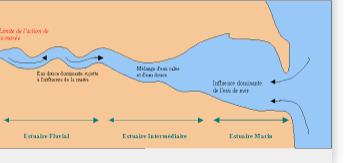 Limite de l'action de
la marée
Eau douce dominante sujette
à l'influence de la marée
Mélange d'eau salée
et d'eau douce
Influence dominante
de l'eau de mer
Estuaire Fluvial
Estuaire Intermédiaire
Estuaire Marin